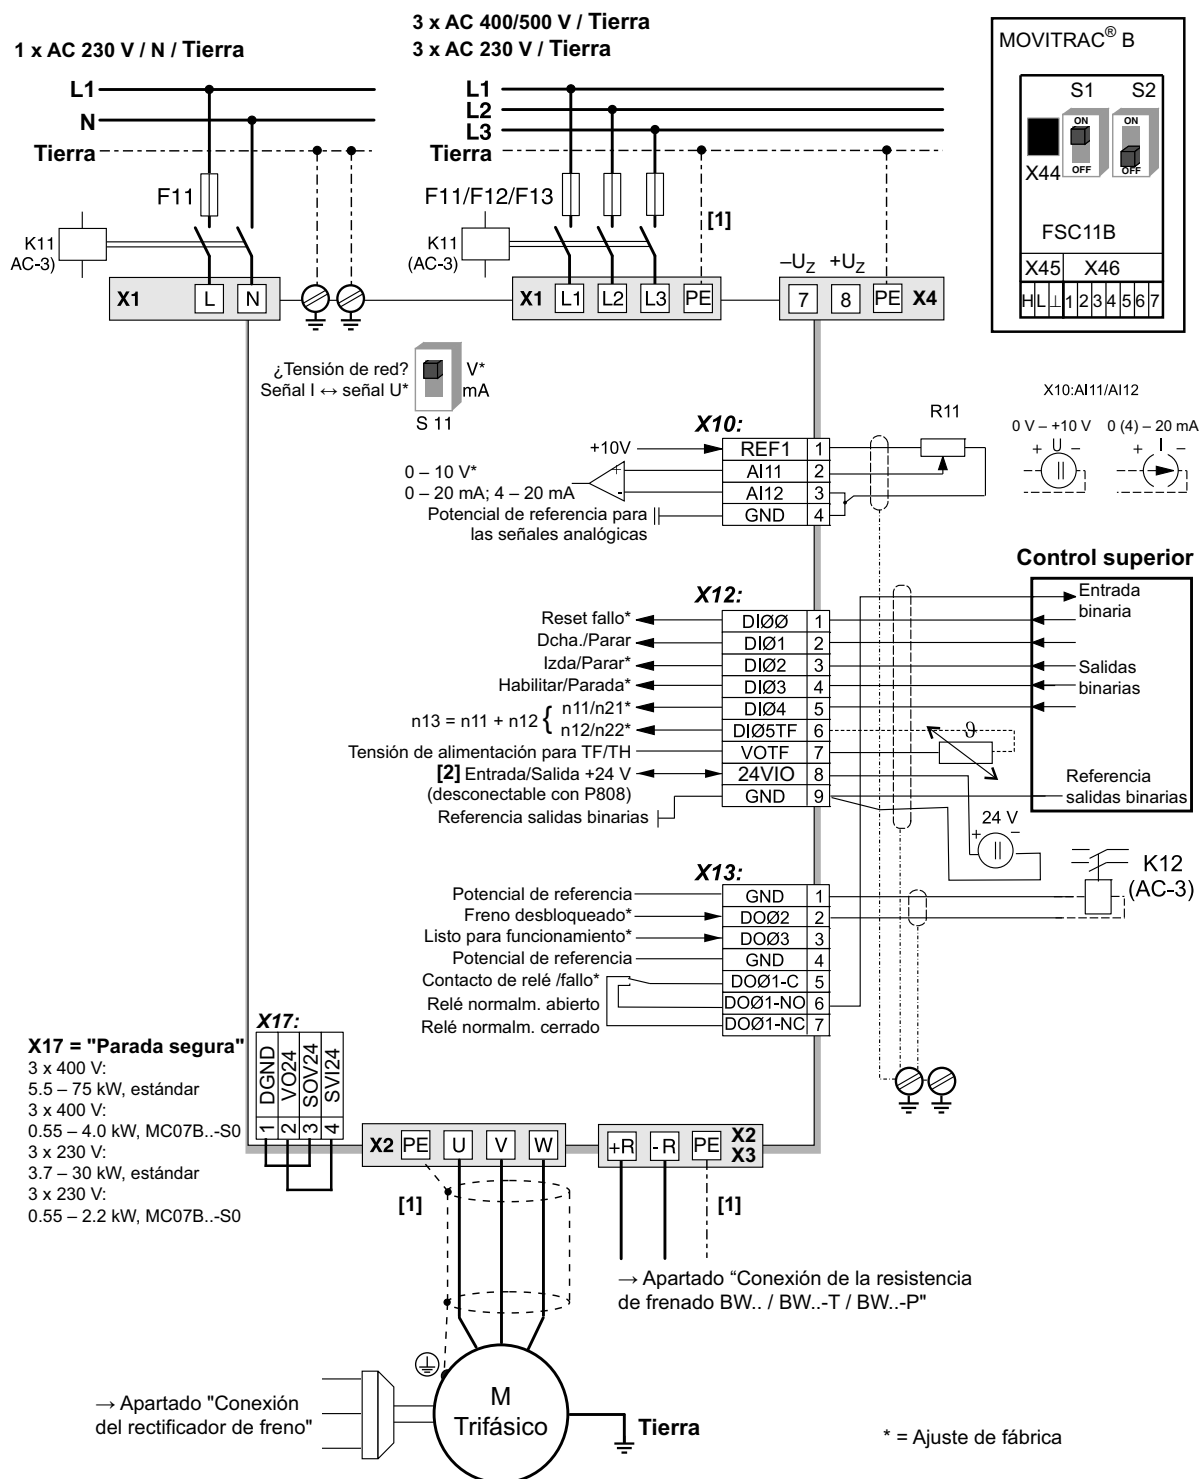 3 x AC 400/500 V / Tierra
1 x AC 230 V / N / Tierra
3 x AC 230 V / Tierra
L1
N
Tierra
F11
K11
AC-3)
X1
L
N
L1
L2
L3
Tierra
F11/F12/F13
[1]
K11
(AC-3)
X1
L1
L2
L3
PE
–UZ +UZ
7
8
PE
X4
MOVITRAC® B
S1
S2
ON
ON
OFF
OFF
X44
FSC11B
X45
X46
H L ⊥ 1 2 3 4 5 6 7
¿Tensión de red?
V*
Señal I ↔ señal U*
mA
S 11
X10:AI11/AI12
0 V – +10 V
0 (4) – 20 mA
+ U –
+ I –
R11
X10:
+10V
REF1 1
0 – 10 V*
AI11 2
0 – 20 mA; 4 – 20 mA
+
-
AI12 3
Potencial de referencia para
las señales analógicas
GND 4
Control superior
Entrada
binaria
Salidas
binarias
Referencia
salidas binarias
X12:
Reset fallo* DIØØ 1
Dcha./Parar DIØ1 2
Izda/Parar* DIØ2 3
Habilitar/Parada* DIØ3 4
n13 = n11 + n12 {
n11/n21* DIØ4 5
n12/n22* DIØ5TF 6
ϑ
Tensión de alimentación para TF/TH VOTF 7
[2] Entrada/Salida +24 V 24VIO 8
(desconectable con P808)
Referencia salidas binarias GND 9
24 V
+ –
K12
(AC-3)
X13:
Potencial de referencia GND 1
Freno desbloqueado* DOØ2 2
Listo para funcionamiento* DOØ3 3
Potencial de referencia GND 4
Contacto de relé /fallo* DOØ1-C 5
Relé normalm. abierto DOØ1-NO 6
Relé normalm. cerrado DOØ1-NC 7
X17:
DGND
VO24
SOV24
SVI24
1
2
3
4
X17 = "Parada segura"
3 x 400 V:
5.5 – 75 kW, estándar
3 x 400 V:
0.55 – 4.0 kW, MC07B..-S0
3 x 230 V:
3.7 – 30 kW, estándar
3 x 230 V:
0.55 – 2.2 kW, MC07B..-S0
X2
PE
U
V
W
+R
-R
PE
X2
X3
[1]
[1]
→ Apartado “Conexión de la resistencia
de frenado BW.. / BW..-T / BW..-P"
→ Apartado "Conexión
del rectificador de freno"
M
Trifásico
Tierra
* = Ajuste de fábrica